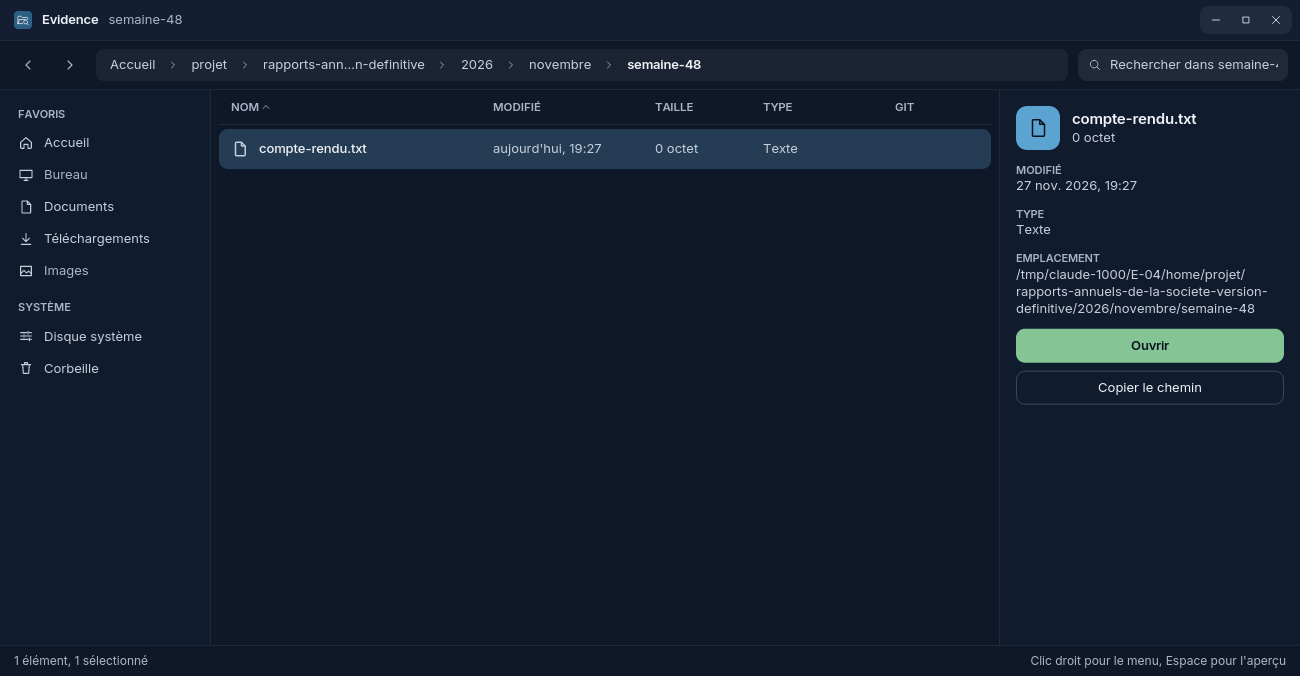 Evidence semaine-48
Accueil projet rapports-ann...n-definitive 2026 novembre semaine-48
Rechercher dans semaine-
FAVORIS
Accueil
Bureau
Documents
Téléchargements
Images
SYSTÈME
Disque système
Corbeille
NOM MODIFIÉ TAILLE TYPE GIT
compte-rendu.txt aujourd'hui, 19:27 0 octet Texte
compte-rendu.txt
0 octet
MODIFIÉ
27 nov. 2026, 19:27
TYPE
Texte
EMPLACEMENT
/tmp/claude-1000/E-04/home/projet/
rapports-annuels-de-la-societe-version-
definitive/2026/novembre/semaine-48
Ouvrir
Copier le chemin
1 élément, 1 sélectionné
Clic droit pour le menu, Espace pour l'aperçu